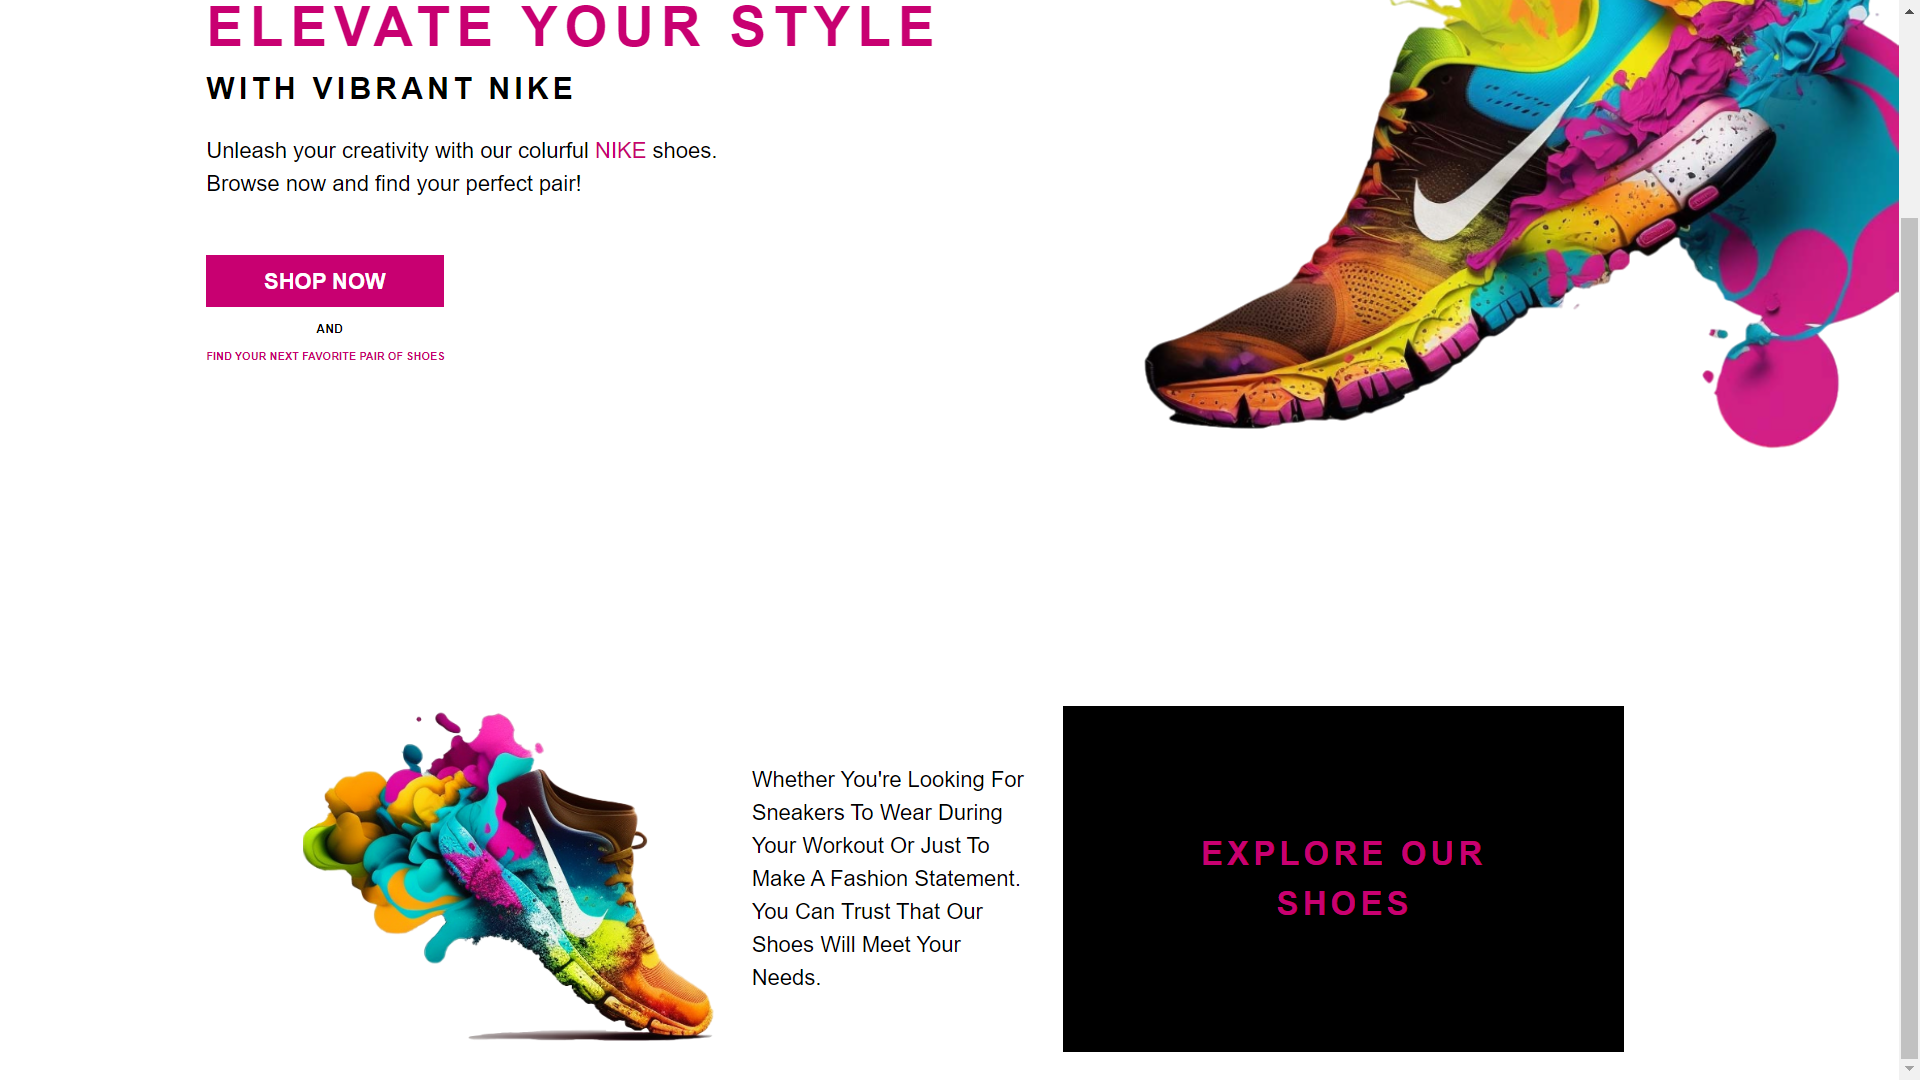 ELEVATE YOUR STYLE
WITH VIBRANT NIKE
Unleash your creativity with our colurful NIKE shoes.
Browse now and find your perfect pair!
SHOP NOW
AND
FIND YOUR NEXT FAVORITE PAIR OF SHOES
Whether You're Looking For
Sneakers To Wear During
Your Workout Or Just To
Make A Fashion Statement.
You Can Trust That Our
Shoes Will Meet Your
Needs.
EXPLORE OUR
SHOES